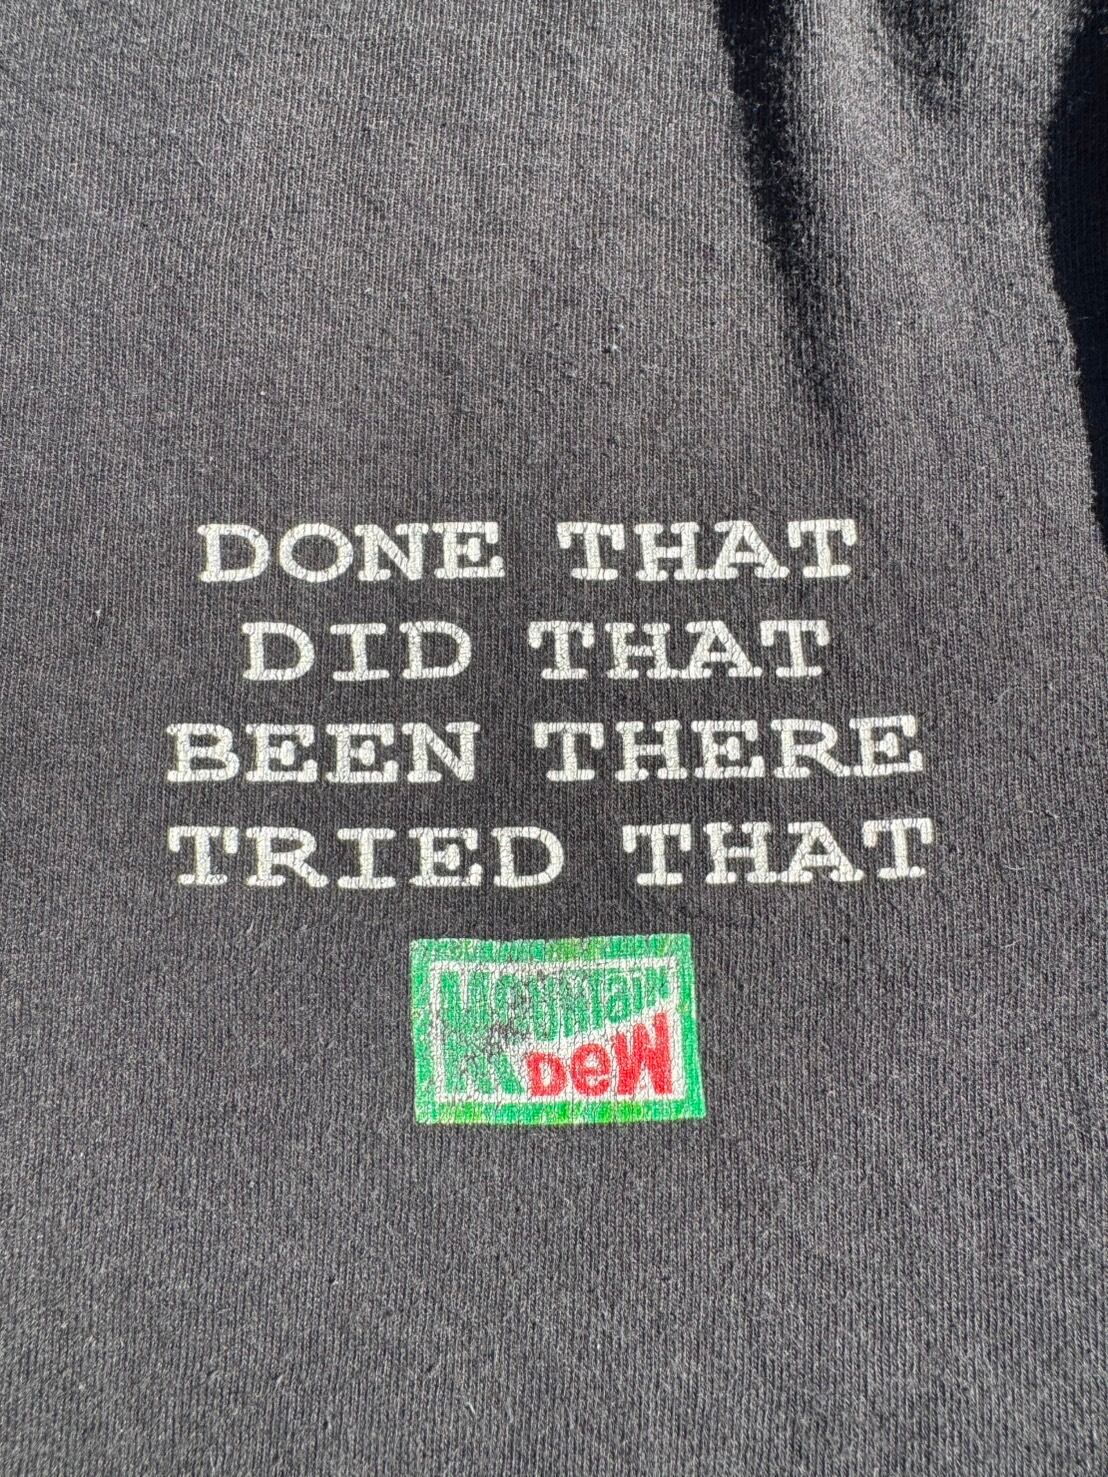 DONE THAT
DID THAT
BEEN THERE
TRIED THAT
Mountain
Dew